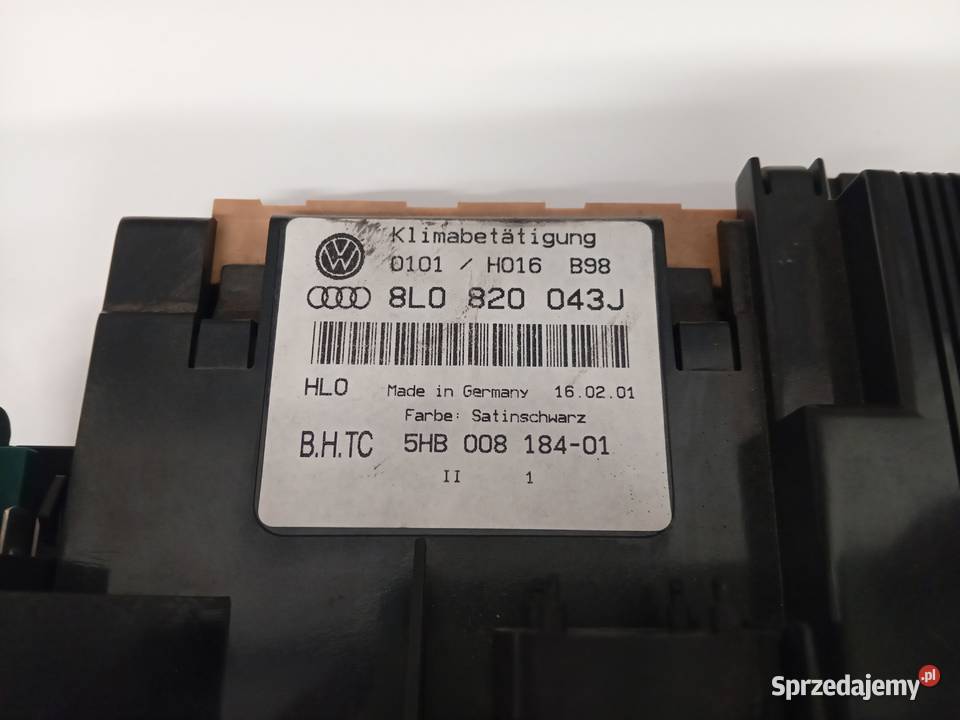 Klimabetätigung
0101 / H016 B98
8L0 820 043J
HLO Made in Germany 16.02.01
Farbe: Satinschwarz
B.H.TC 5HB 008 184-01
II 1
Sprzedajemy.pl